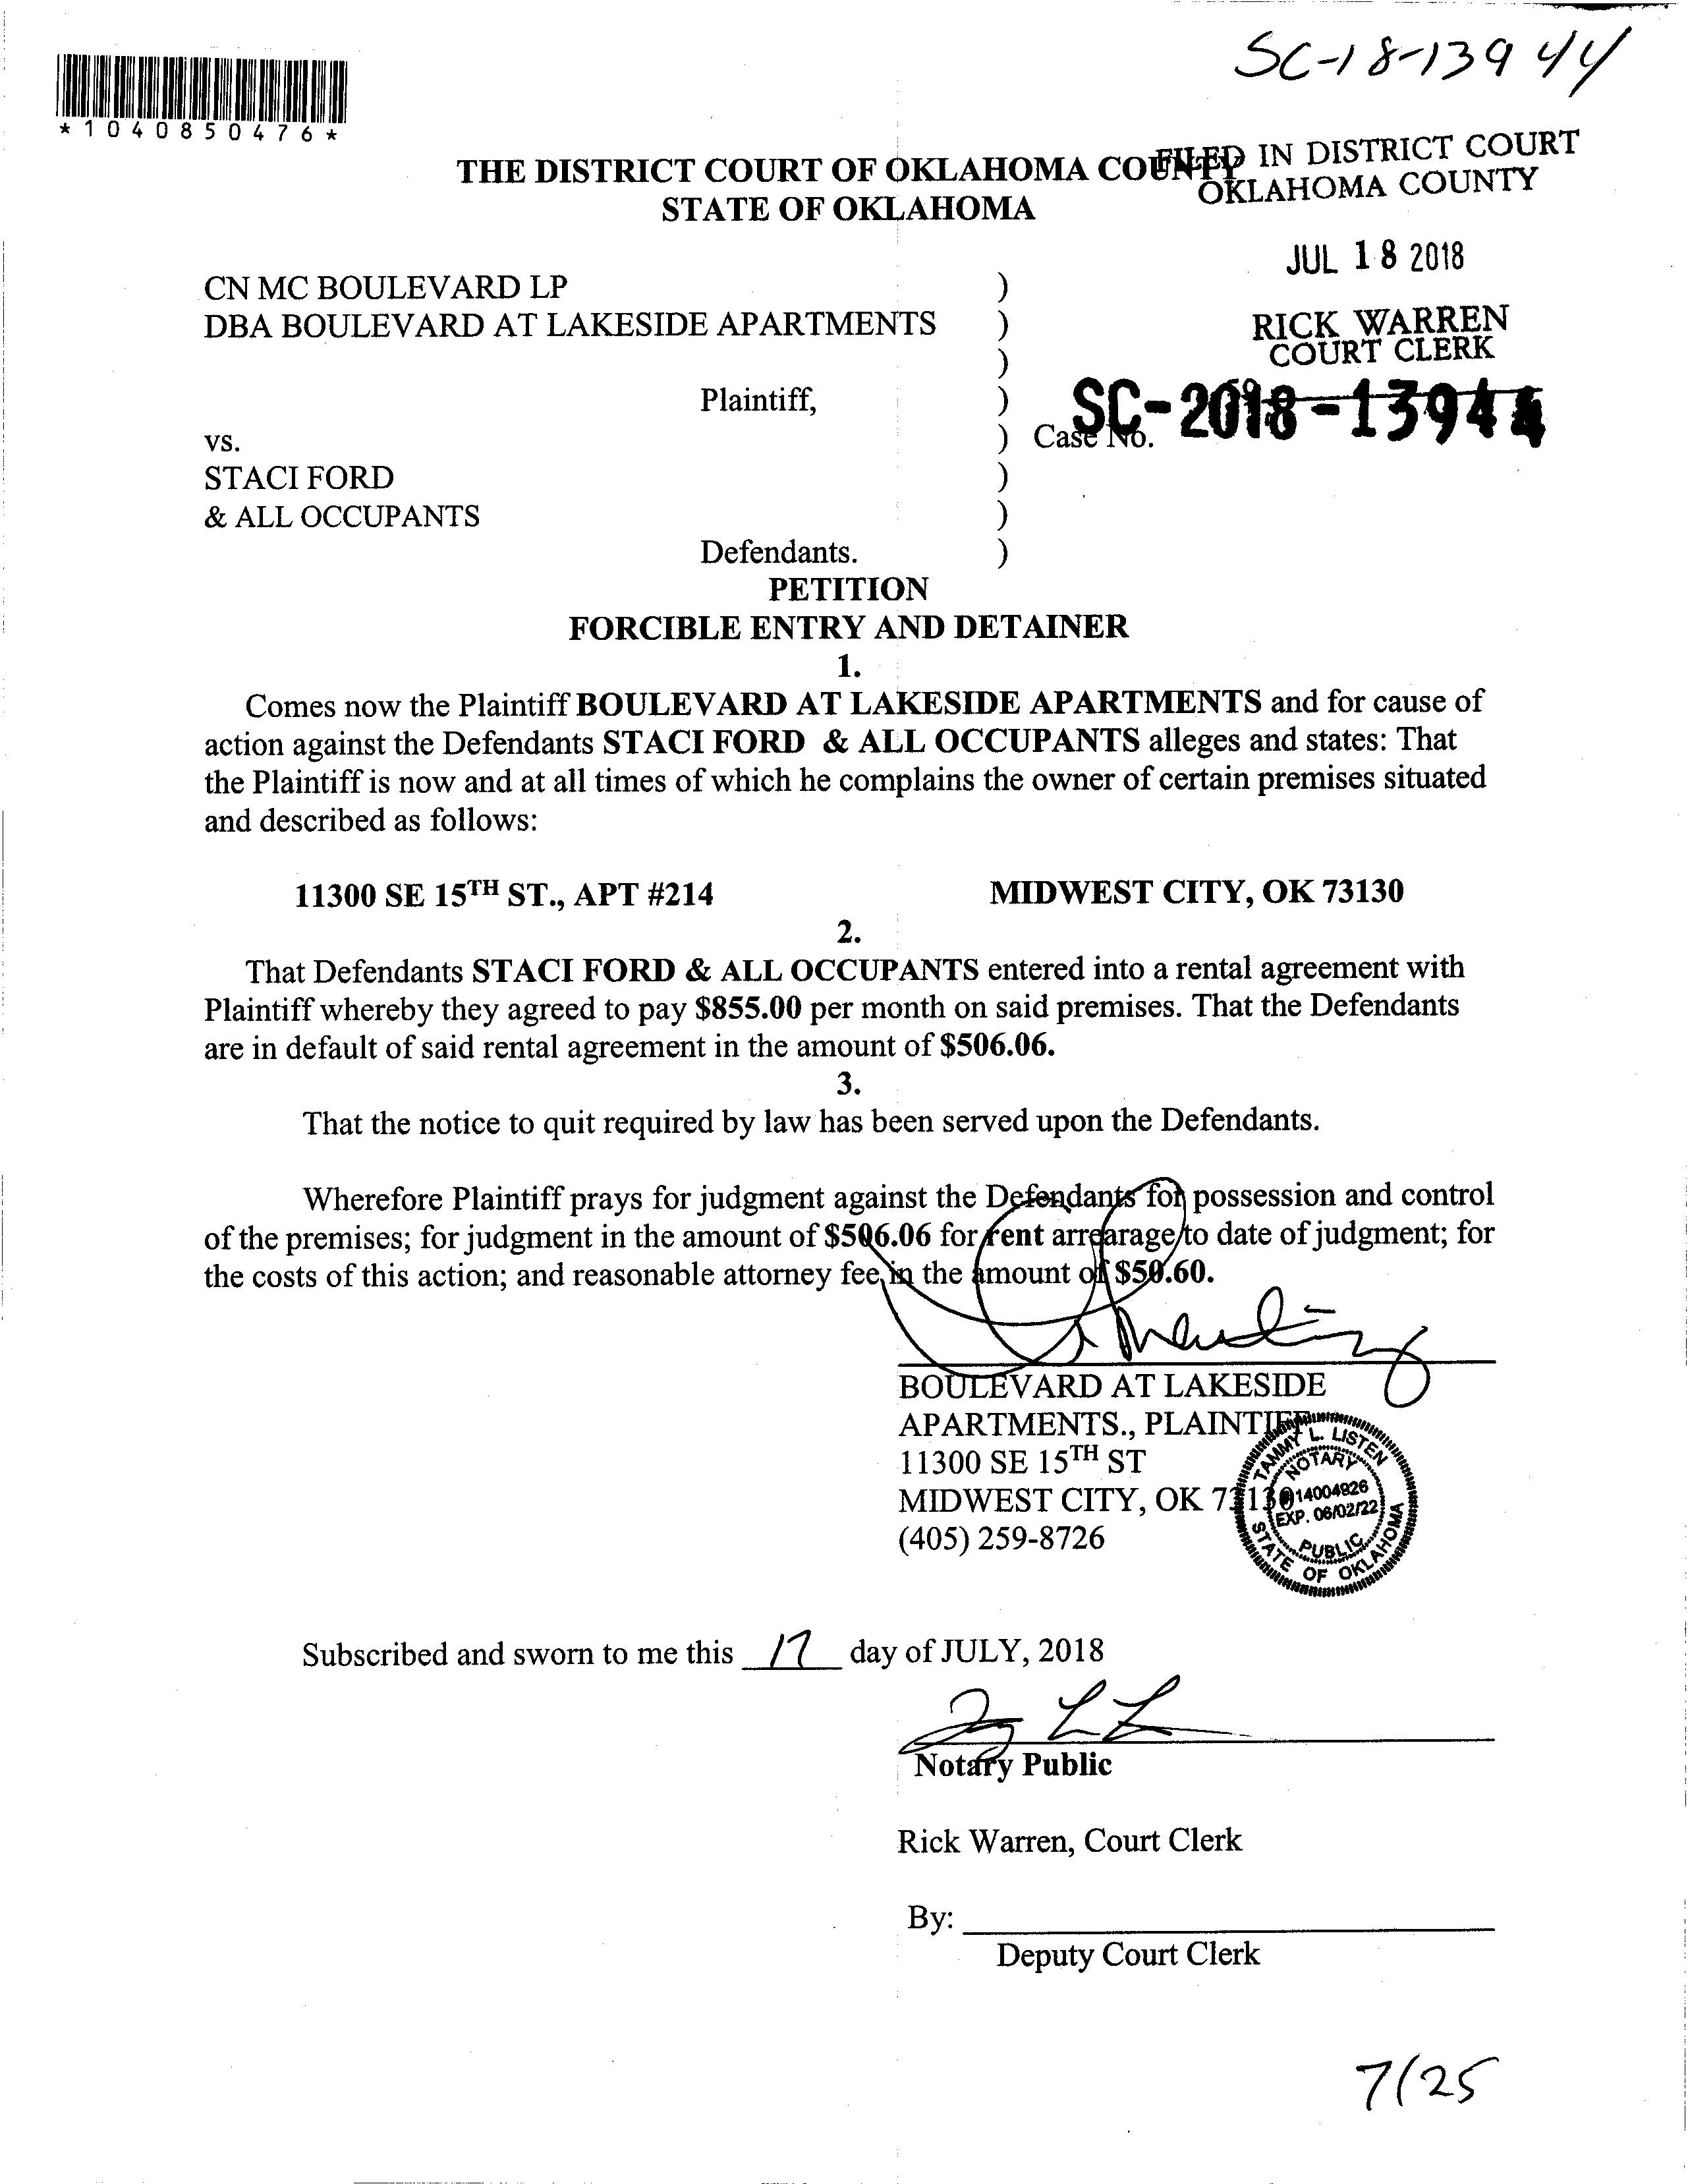 SC-18-13944
*1040850476*
THE DISTRICT COURT OF OKLAHOMA COUNTY
STATE OF OKLAHOMA
FILED IN DISTRICT COURT
OKLAHOMA COUNTY
JUL 18 2018
RICK WARREN
COURT CLERK
CN MC BOULEVARD LP )
DBA BOULEVARD AT LAKESIDE APARTMENTS )
)
Plaintiff, )
vs. ) Case No. SC-2018-13944
STACI FORD )
& ALL OCCUPANTS )
Defendants. )
PETITION
FORCIBLE ENTRY AND DETAINER
1.
Comes now the Plaintiff BOULEVARD AT LAKESIDE APARTMENTS and for cause of
action against the Defendants STACI FORD & ALL OCCUPANTS alleges and states: That
the Plaintiff is now and at all times of which he complains the owner of certain premises situated
and described as follows:
11300 SE 15TH ST., APT #214 MIDWEST CITY, OK 73130
2.
That Defendants STACI FORD & ALL OCCUPANTS entered into a rental agreement with
Plaintiff whereby they agreed to pay $855.00 per month on said premises. That the Defendants
are in default of said rental agreement in the amount of $506.06.
3.
That the notice to quit required by law has been served upon the Defendants.
Wherefore Plaintiff prays for judgment against the Defendants for possession and control
of the premises; for judgment in the amount of $506.06 for rent arrearage to date of judgment; for
the costs of this action; and reasonable attorney fee in the amount of $50.60.
BOULEVARD AT LAKESIDE
APARTMENTS., PLAINTIFF
11300 SE 15TH ST
MIDWEST CITY, OK 73130
(405) 259-8726
TAMMY L. LISTEN
NOTARY
#14004926
EXP. 06/02/22
PUBLIC
STATE OF OKLAHOMA
Subscribed and sworn to me this 17 day of JULY, 2018
Notary Public
Rick Warren, Court Clerk
By:
Deputy Court Clerk
7/25